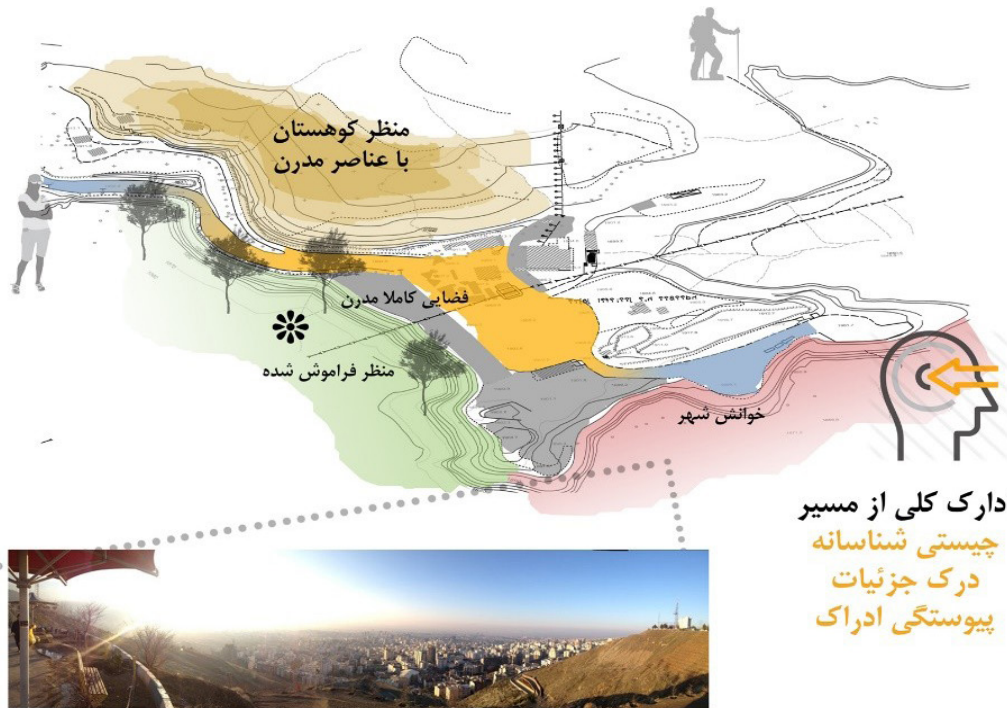 منظر کوهستان
با عناصر مدرن
فضایی کاملا مدرن
منظر فراموش شده
خوانش شهر
دارک کلی از مسیر
چیستی شناسانه
درک جزئیات
پیوستگی ادراک